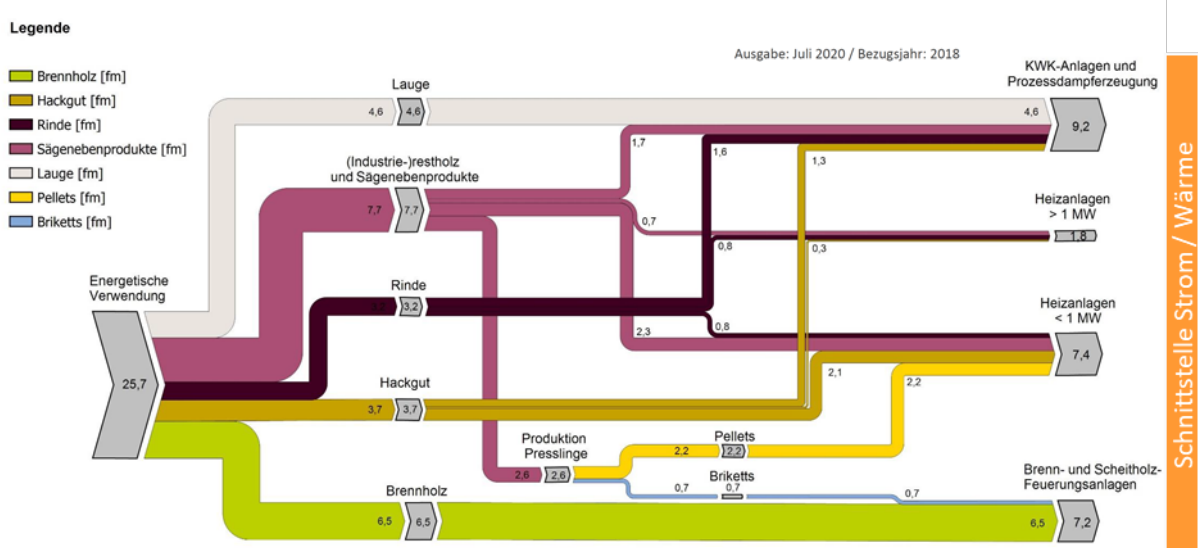 Legende
Brennholz [fm]
Hackgut [fm]
Rinde [fm]
Sägenebenprodukte [fm]
Lauge [fm]
Pellets [fm]
Briketts [fm]
Ausgabe: Juli 2020 / Bezugsjahr: 2018
KWK-Anlagen und
Prozessdampferzeugung
Lauge
4,6
4,6
4,6
9,2
1,7
1,6
1,3
(Industrie-)restholz
und Sägenebenprodukte
7,7
7,7
0,7
0,8
0,3
Heizanlagen
> 1 MW
1,8
Energetische
Verwendung
25,7
Rinde
3,2
3,2
2,3
0,8
Heizanlagen
< 1 MW
7,4
2,1
2,2
Hackgut
3,7
3,7
Produktion
Presslinge
2,6
2,6
Pellets
2,2
2,2
Briketts
0,7
0,7
0,7
Brennholz
6,5
6,5
Brenn- und Scheitholz-
Feuerungsanlagen
6,5
7,2
Schnittstelle Strom / Wärme